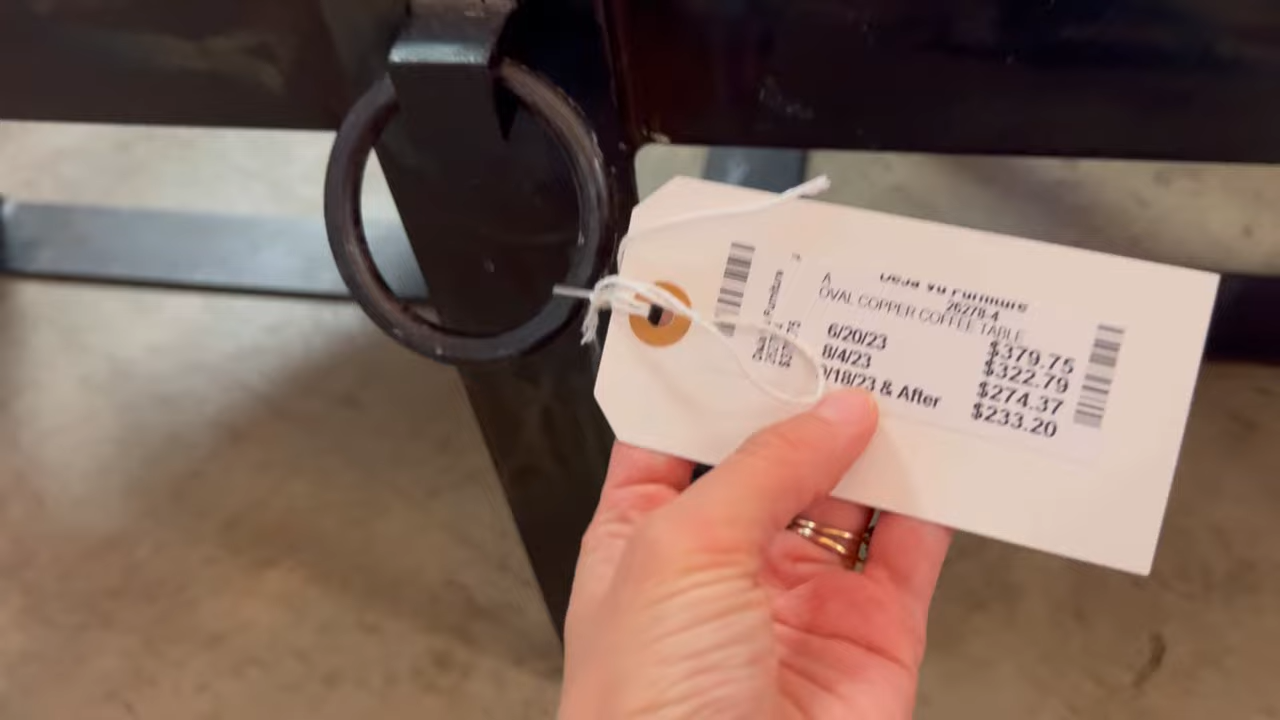 Deja Vu Furniture
26278-4
A
OVAL COPPER COFFEE TABLE
$379.75
6/20/23 $322.79
8/4/23 $274.37
/18/23 & After $233.20